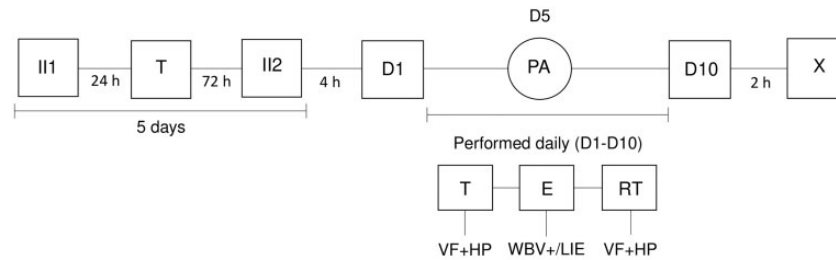 D5
II1 T II2 D1 PA D10 X
24 h 72 h 4 h 2 h
5 days
Performed daily (D1-D10)
T E RT
VF+HP WBV+/LIE VF+HP